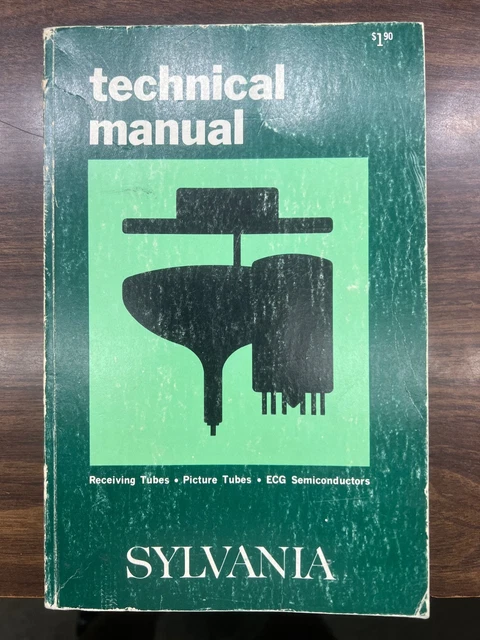 $1.90
technical
manual
Receiving Tubes • Picture Tubes • ECG Semiconductors
SYLVANIA